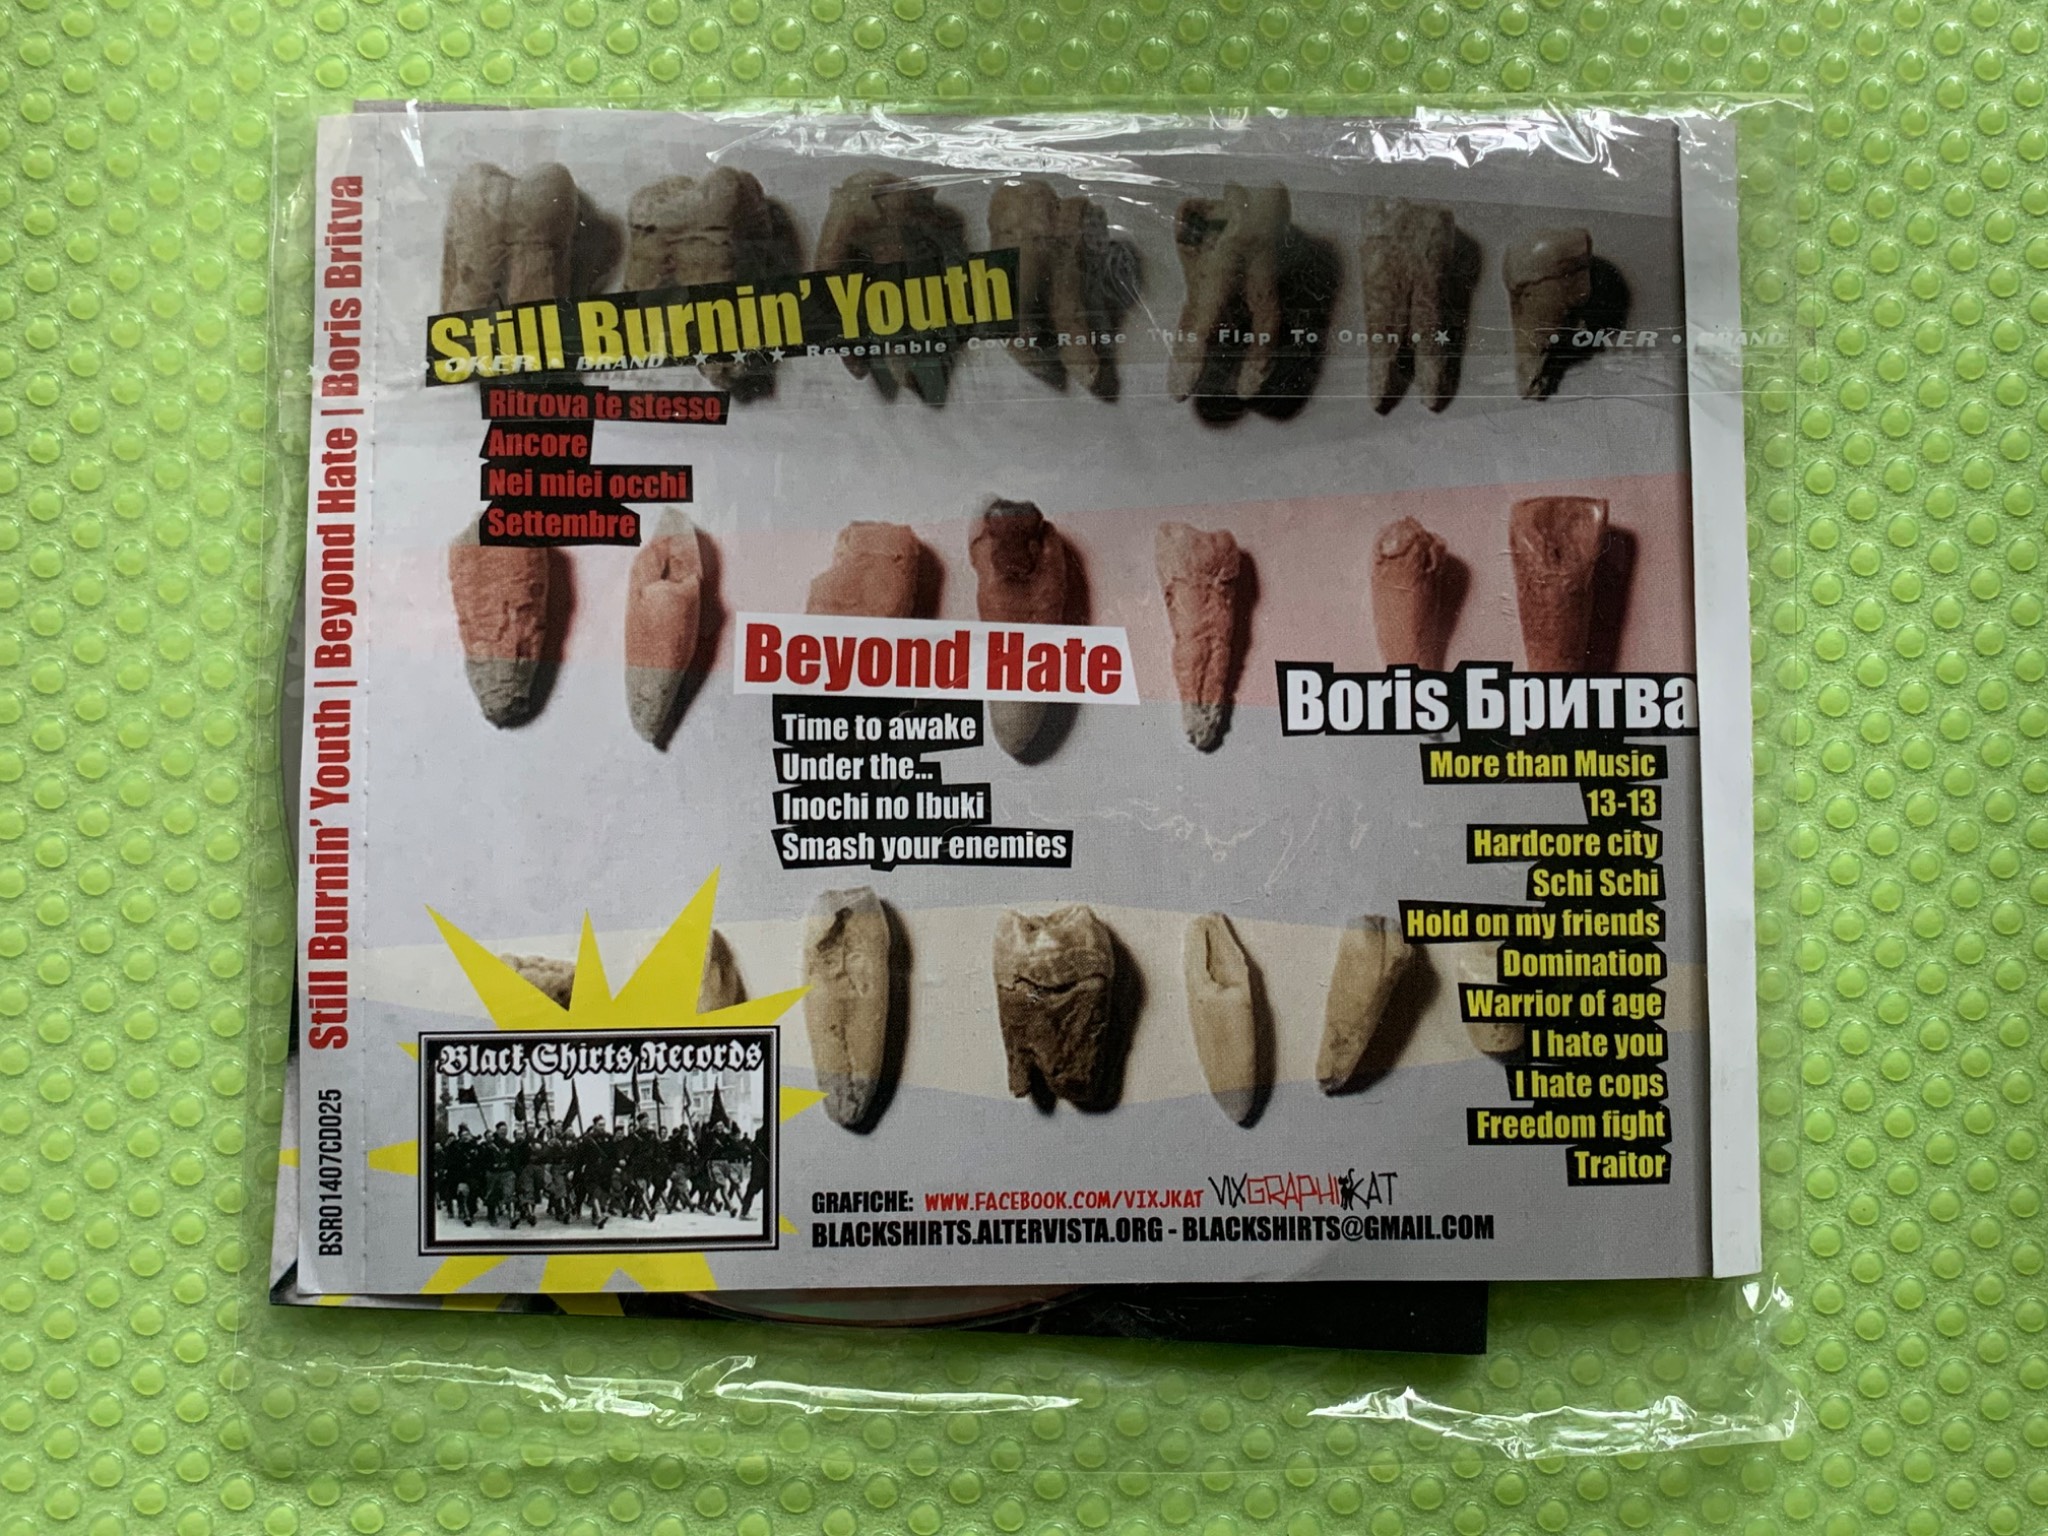 Still Burnin' Youth | Beyond Hate | Boris Britva
BSR01407CD025
Still Burnin' Youth
• OKER • BRAND ★ ★ ★ Resealable Cover Raise This Flap To Open • ★ • OKER • BRAND
Ritrova te stesso
Ancore
Nei miei occhi
Settembre
Beyond Hate
Time to awake
Under the...
Inochi no Ibuki
Smash your enemies
Boris Бритва
More than Music
13-13
Hardcore city
Schi Schi
Hold on my friends
Domination
Warrior of age
I hate you
I hate cops
Freedom fight
Traitor
Black Shirts Records
GRAFICHE: WWW.FACEBOOK.COM/VIXJKAT VIXGRAPHIKAT
BLACKSHIRTS.ALTERVISTA.ORG - BLACKSHIRTS@GMAIL.COM